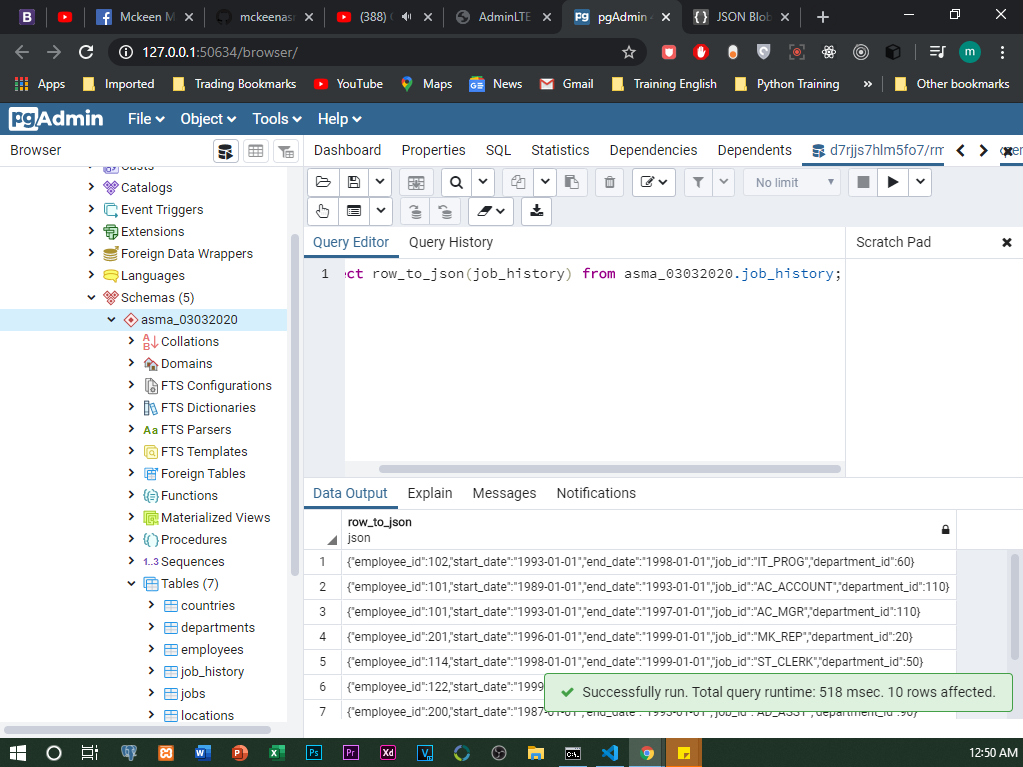 B
Mckeen M
mckeenasr
(388)
AdminLTE
pgAdmin 4
JSON Blob
127.0.0.1:50634/browser/
m
Apps
Imported
Trading Bookmarks
YouTube
Maps
News
Gmail
Training English
Python Training
»
Other bookmarks
pgAdmin
File
Object
Tools
Help
Browser
Dashboard
Properties
SQL
Statistics
Dependencies
Dependents
d7rjjs7hlm5fo7/rm
Casts
Catalogs
Event Triggers
Extensions
Foreign Data Wrappers
Languages
Schemas (5)
asma_03032020
Collations
Domains
FTS Configurations
FTS Dictionaries
FTS Parsers
FTS Templates
Foreign Tables
Functions
Materialized Views
Procedures
Sequences
Tables (7)
countries
departments
employees
job_history
jobs
locations
No limit
Query Editor
Query History
Scratch Pad
1 ect row_to_json(job_history) from asma_03032020.job_history;
Data Output
Explain
Messages
Notifications
row_to_json
json
1 {"employee_id":102,"start_date":"1993-01-01","end_date":"1998-01-01","job_id":"IT_PROG","department_id":60}
2 {"employee_id":101,"start_date":"1989-01-01","end_date":"1993-01-01","job_id":"AC_ACCOUNT","department_id":110}
3 {"employee_id":101,"start_date":"1993-01-01","end_date":"1997-01-01","job_id":"AC_MGR","department_id":110}
4 {"employee_id":201,"start_date":"1996-01-01","end_date":"1999-01-01","job_id":"MK_REP","department_id":20}
5 {"employee_id":114,"start_date":"1998-01-01","end_date":"1999-01-01","job_id":"ST_CLERK","department_id":50}
6 {"employee_id":122,"start_date":"1999
7 {"employee_id":200,"start_date":"1987-01-01","end_date":"1993-01-01","job_id":"AD_ASST","department_id":90}
Successfully run. Total query runtime: 518 msec. 10 rows affected.
12:50 AM